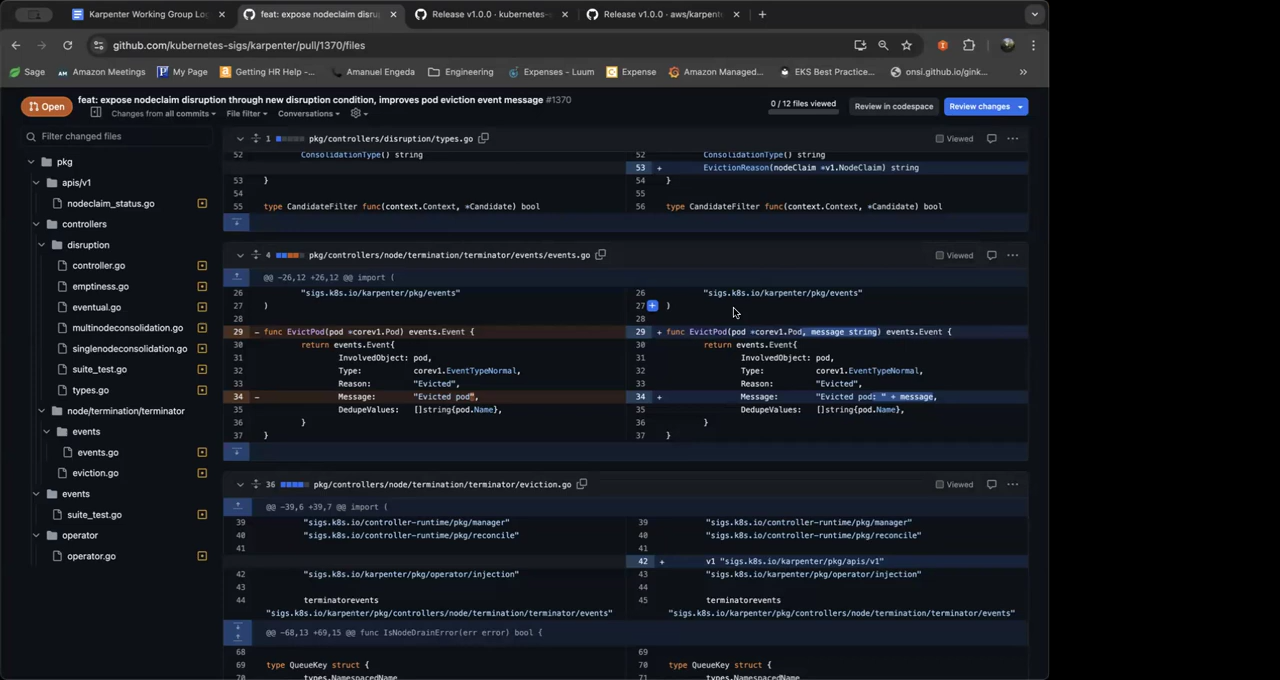 Karpenter Working Group Log
feat: expose nodeclaim disrup
Release v1.0.0 · kubernetes-
Release v1.0.0 · aws/karpent
github.com/kubernetes-sigs/karpenter/pull/1370/files
Sage
Amazon Meetings
My Page
Getting HR Help -...
Amanuel Engeda
Engineering
Expenses - Luum
Expense
Amazon Managed...
EKS Best Practice...
onsi.github.io/gink...
Open
feat: expose nodeclaim disruption through new disruption condition, improves pod eviction event message #1370
Changes from all commits
File filter
Conversations
0 / 12 files viewed
Review in codespace
Review changes
Filter changed files
pkg
apis/v1
nodeclaim_status.go
controllers
disruption
controller.go
emptiness.go
eventual.go
multinodeconsolidation.go
singlenodeconsolidation.go
suite_test.go
types.go
node/termination/terminator
events
events.go
eviction.go
events
suite_test.go
operator
operator.go
1 pkg/controllers/disruption/types.go
Viewed
52 ConsolidationType() string 52 ConsolidationType() string
53 + EvictionReason(nodeClaim *v1.NodeClaim) string
53 } 54 }
54 55
55 type CandidateFilter func(context.Context, *Candidate) bool 56 type CandidateFilter func(context.Context, *Candidate) bool
4 pkg/controllers/node/termination/terminator/events/events.go
Viewed
@@ -26,12 +26,12 @@ import (
26 "sigs.k8s.io/karpenter/pkg/events" 26 "sigs.k8s.io/karpenter/pkg/events"
27 ) 27 + )
28 28
29 - func EvictPod(pod *corev1.Pod) events.Event { 29 + func EvictPod(pod *corev1.Pod, message string) events.Event {
30 return events.Event{ 30 return events.Event{
31 InvolvedObject: pod, 31 InvolvedObject: pod,
32 Type: corev1.EventTypeNormal, 32 Type: corev1.EventTypeNormal,
33 Reason: "Evicted", 33 Reason: "Evicted",
34 - Message: "Evicted pod", 34 + Message: "Evicted pod: " + message,
35 DedupeValues: []string{pod.Name}, 35 DedupeValues: []string{pod.Name},
36 } 36 }
37 } 37 }
36 pkg/controllers/node/termination/terminator/eviction.go
Viewed
@@ -39,6 +39,7 @@ import (
39 "sigs.k8s.io/controller-runtime/pkg/manager" 39 "sigs.k8s.io/controller-runtime/pkg/manager"
40 "sigs.k8s.io/controller-runtime/pkg/reconcile" 40 "sigs.k8s.io/controller-runtime/pkg/reconcile"
41 41
42 + v1 "sigs.k8s.io/karpenter/pkg/apis/v1"
42 "sigs.k8s.io/karpenter/pkg/operator/injection" 43 "sigs.k8s.io/karpenter/pkg/operator/injection"
43 44
44 terminatorevents 45 terminatorevents
"sigs.k8s.io/karpenter/pkg/controllers/node/termination/terminator/events" "sigs.k8s.io/karpenter/pkg/controllers/node/termination/terminator/events"
@@ -68,13 +69,15 @@ func IsNodeDrainError(err error) bool {
68 69
69 type QueueKey struct { 70 type QueueKey struct {
70 types.NamespacedName 71 types.NamespacedName